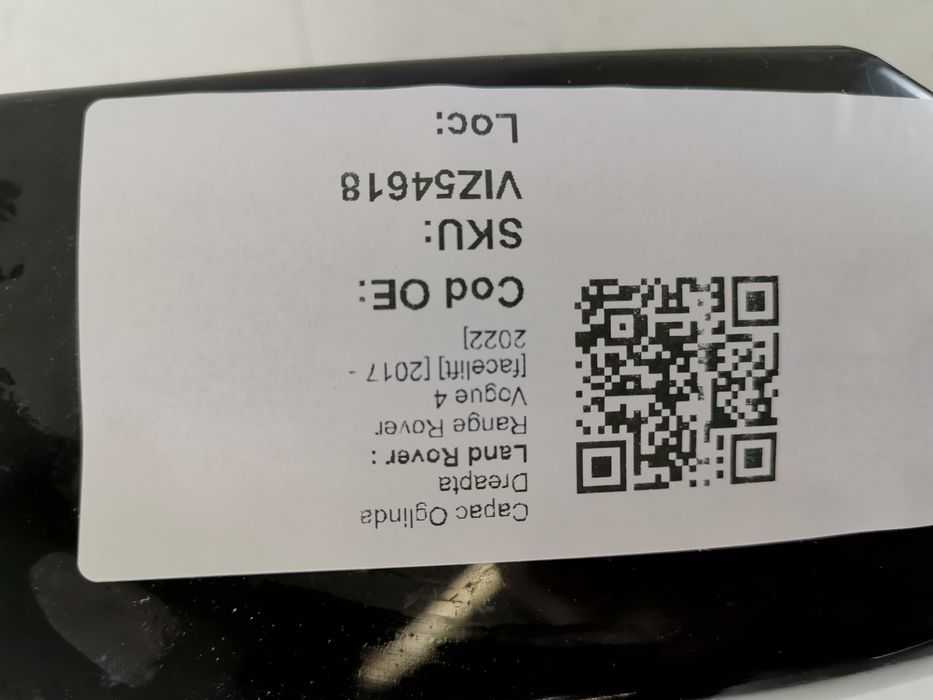 Capac Oglinda
Dreapta
Land Rover :
Range Rover
Vogue 4
[facelift] [2017 -
2022]
Cod OE:
SKU:
VIZ54618
Loc: